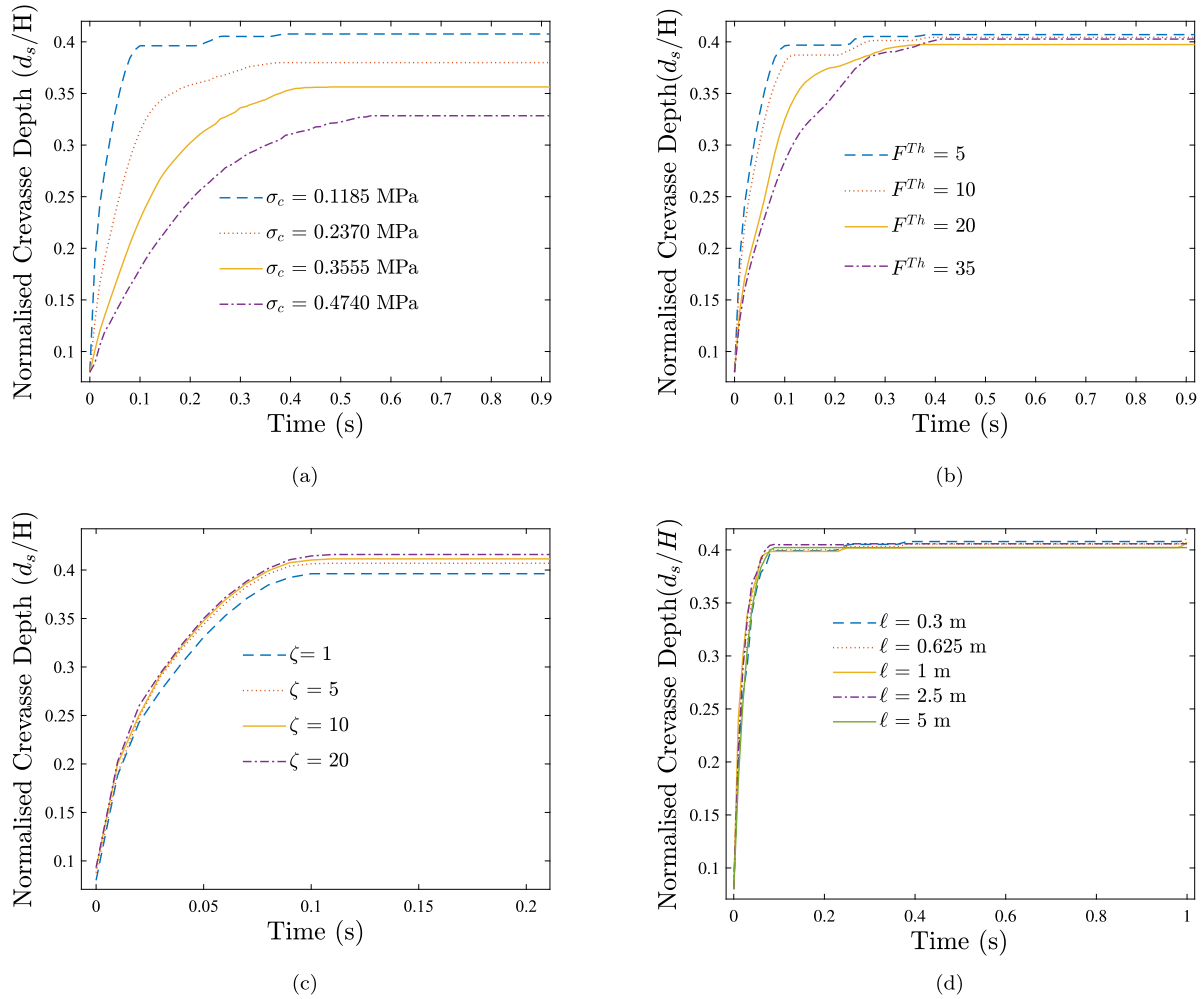 Normalised Crevasse Depth (d_s/H)
0.4
0.35
0.3
0.25
0.2
0.15
0.1
σ_c = 0.1185 MPa
σ_c = 0.2370 MPa
σ_c = 0.3555 MPa
σ_c = 0.4740 MPa
0 0.1 0.2 0.3 0.4 0.5 0.6 0.7 0.8 0.9
Time (s)
(a)
Normalised Crevasse Depth(d_s/H)
0.4
0.35
0.3
0.25
0.2
0.15
0.1
F^{Th} = 5
F^{Th} = 10
F^{Th} = 20
F^{Th} = 35
0 0.1 0.2 0.3 0.4 0.5 0.6 0.7 0.8 0.9
Time (s)
(b)
Normalised Crevasse Depth (d_s/H)
0.4
0.35
0.3
0.25
0.2
0.15
0.1
ζ= 1
ζ = 5
ζ = 10
ζ = 20
0 0.05 0.1 0.15 0.2
Time (s)
(c)
Normalised Crevasse Depth(d_s/H)
0.4
0.35
0.3
0.25
0.2
0.15
0.1
ℓ = 0.3 m
ℓ = 0.625 m
ℓ = 1 m
ℓ = 2.5 m
ℓ = 5 m
0 0.2 0.4 0.6 0.8 1
Time (s)
(d)